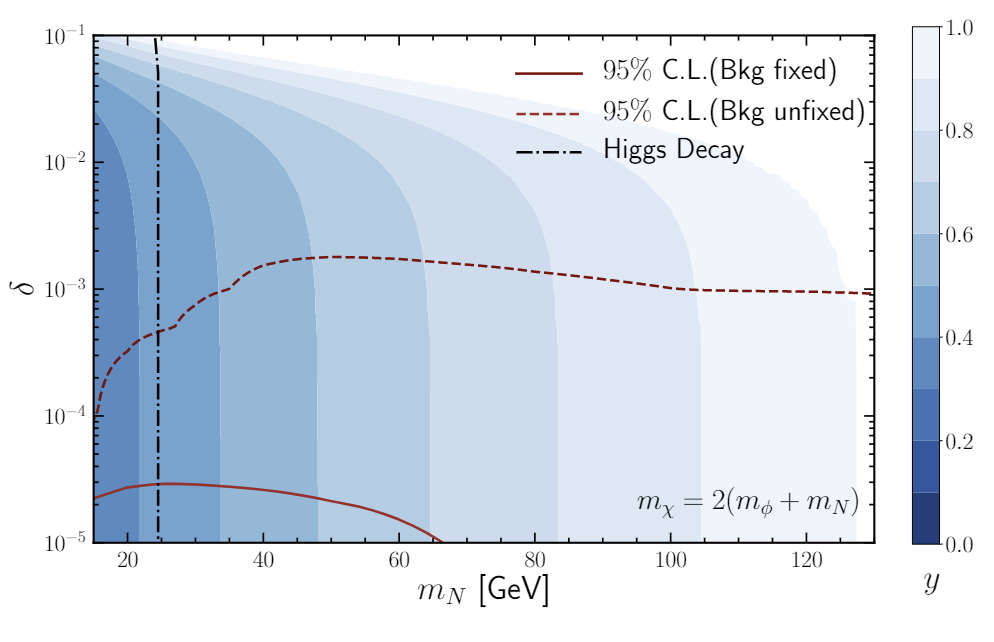 95% C.L.(Bkg fixed)
95% C.L.(Bkg unfixed)
Higgs Decay
δ
10⁻¹
10⁻²
10⁻³
10⁻⁴
10⁻⁵
m_χ = 2(m_ϕ + m_N)
20 40 60 80 100 120
m_N [GeV]
1.0
0.8
0.6
0.4
0.2
0.0
y